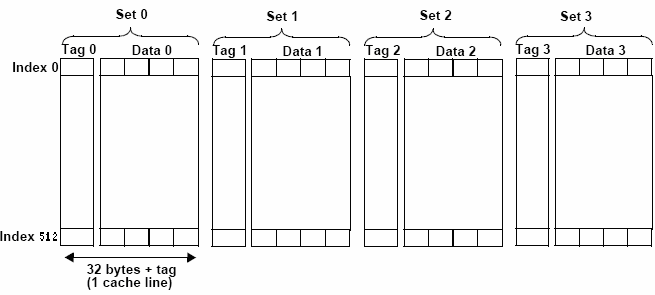 Set 0 Set 1 Set 2 Set 3
Tag 0 Data 0 Tag 1 Data 1 Tag 2 Data 2 Tag 3 Data 3
Index 0
Index 512
32 bytes + tag
(1 cache line)